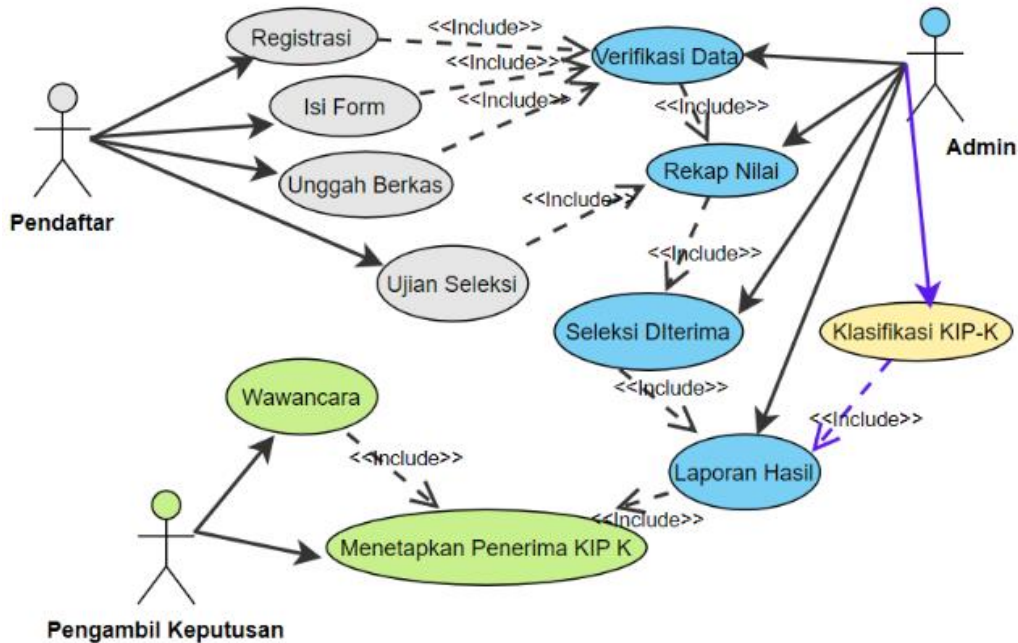 Registrasi
<<Include>>
Verifikasi Data
<<Include>>
Isi Form
<<Include>>
<<Include>>
Admin
Unggah Berkas
Rekap Nilai
Pendaftar
<<Include>>
Ujian Seleksi
<<Include>>
Seleksi DIterima
Klasifikasi KIP-K
<<Include>>
Wawancara
<<Include>>
<<Include>>
Laporan Hasil
<<Include>>
Menetapkan Penerima KIP K
Pengambil Keputusan